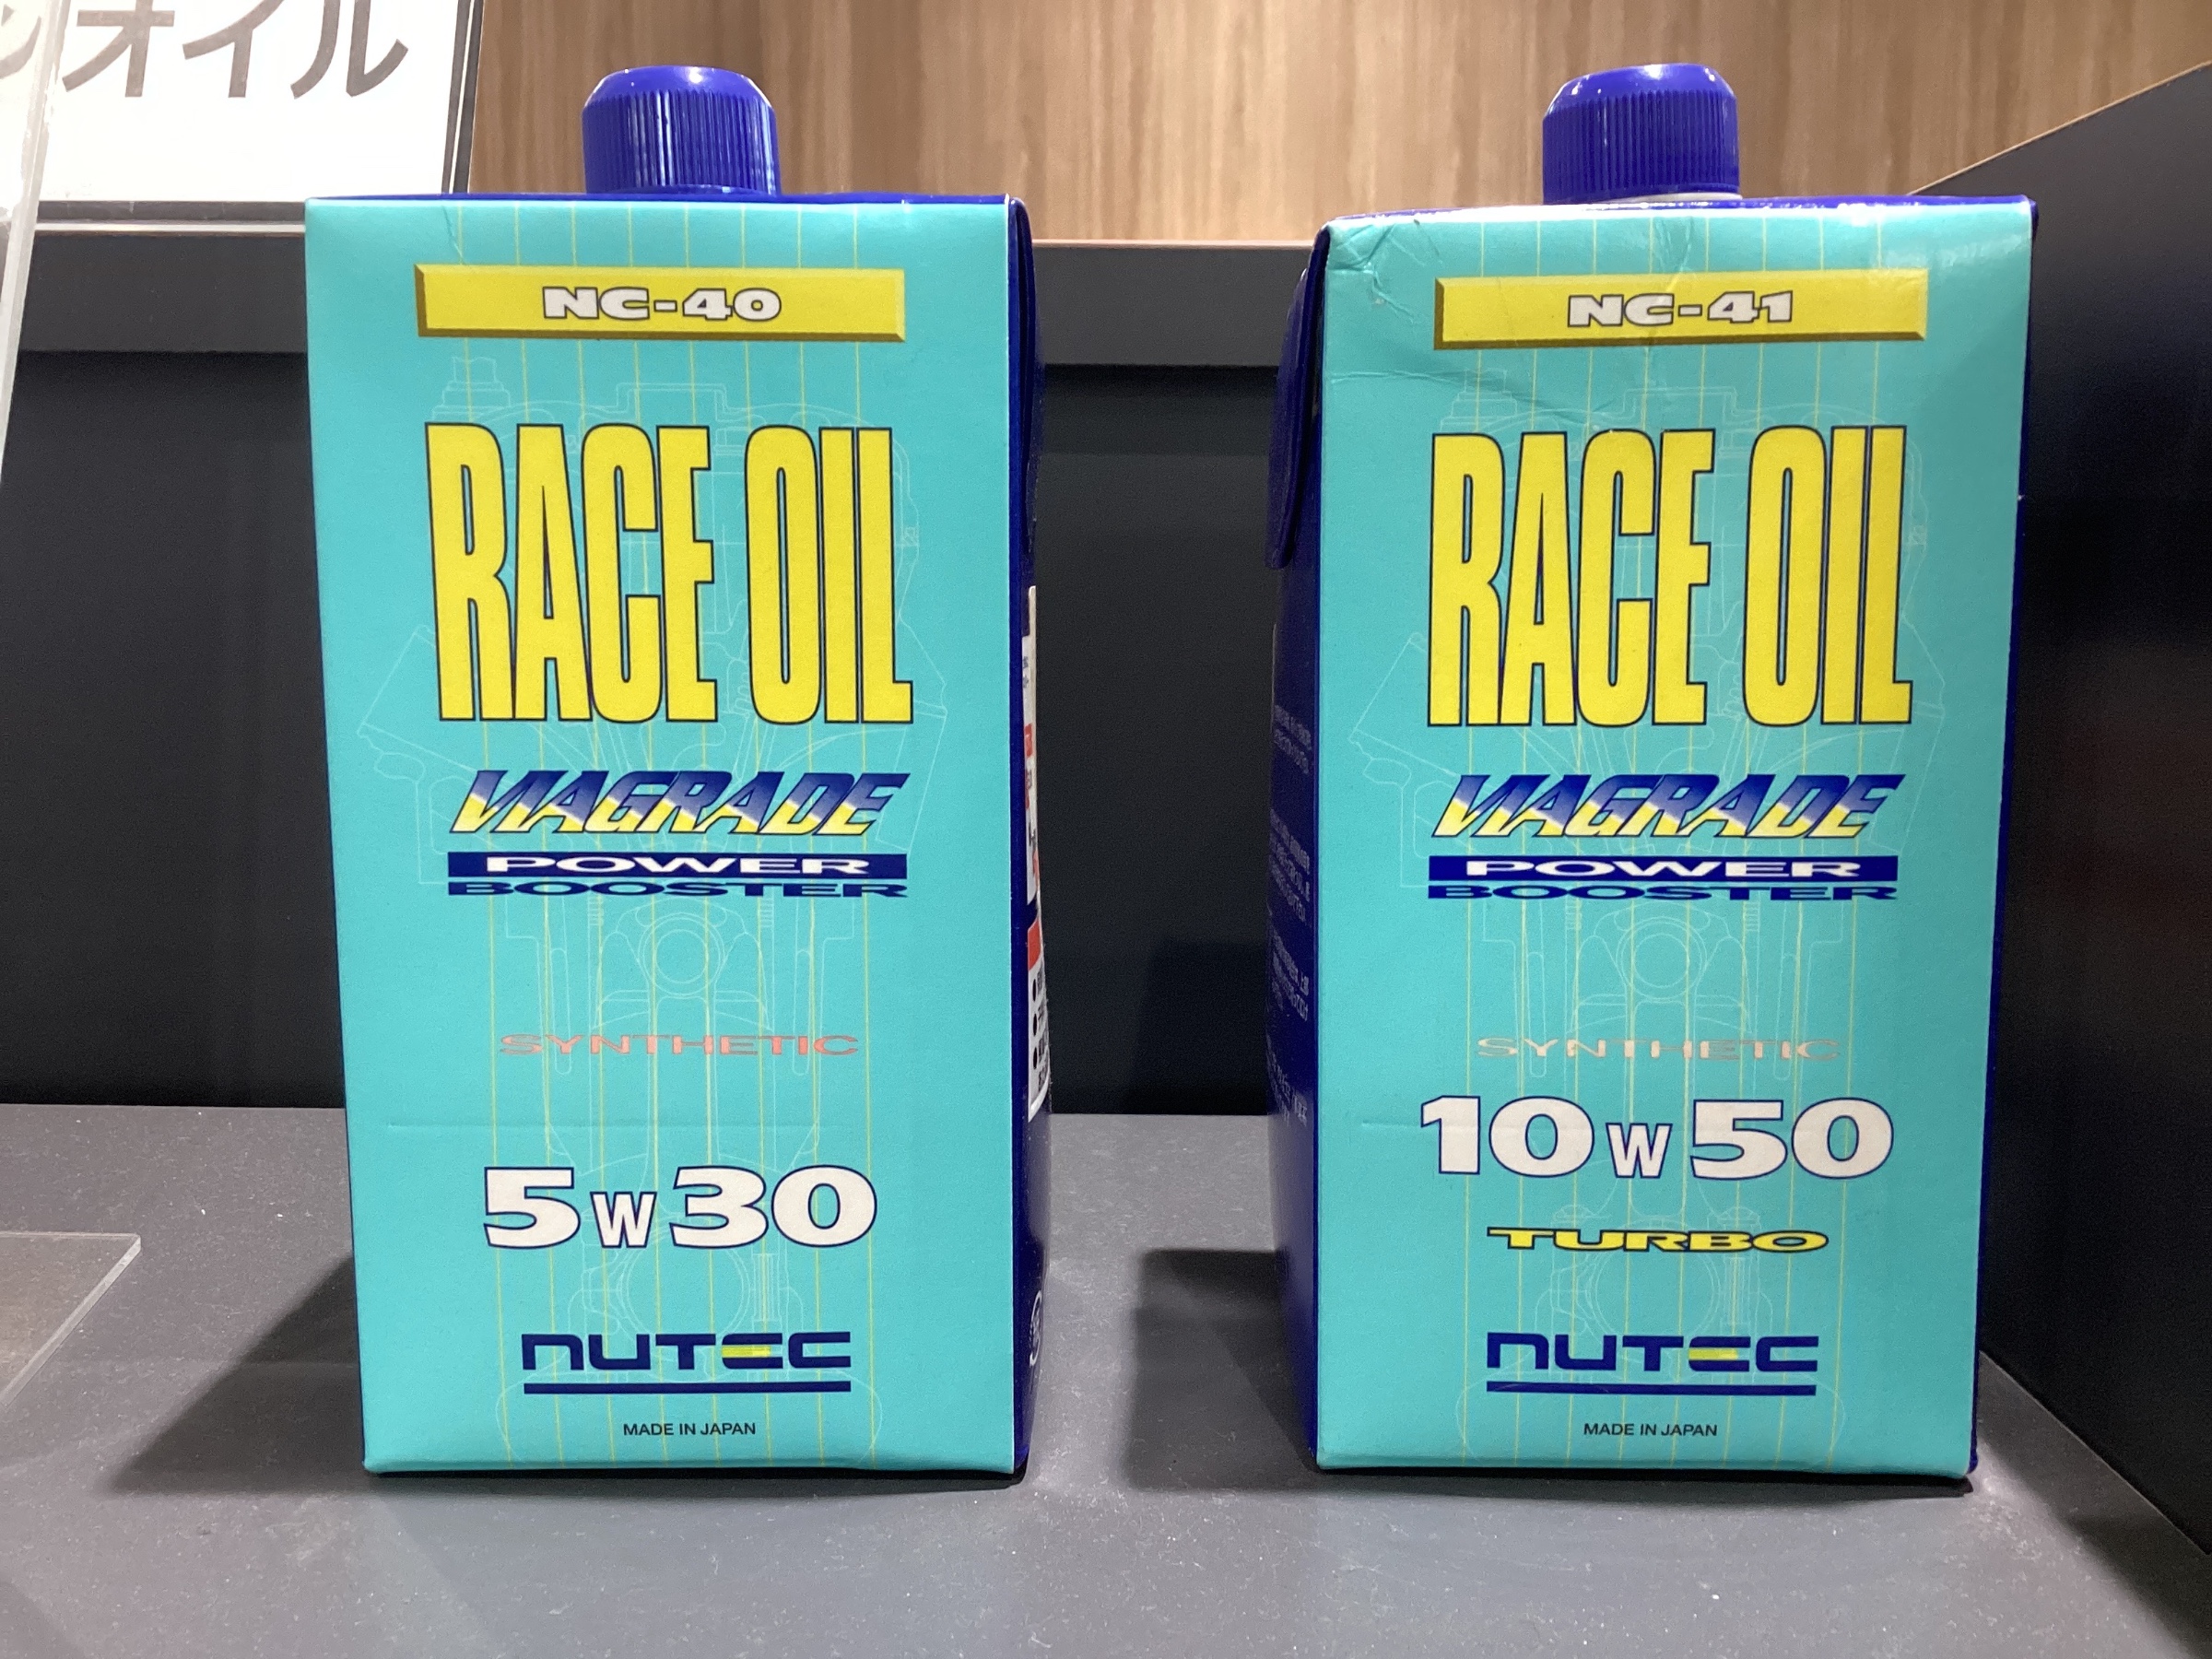 オイル
NC-40
RACE OIL
VIAGRADE
POWER
BOOSTER
SYNTHETIC
5W30
NUTEC
MADE IN JAPAN
NC-41
RACE OIL
VIAGRADE
POWER
BOOSTER
SYNTHETIC
10W50
TURBO
NUTEC
MADE IN JAPAN